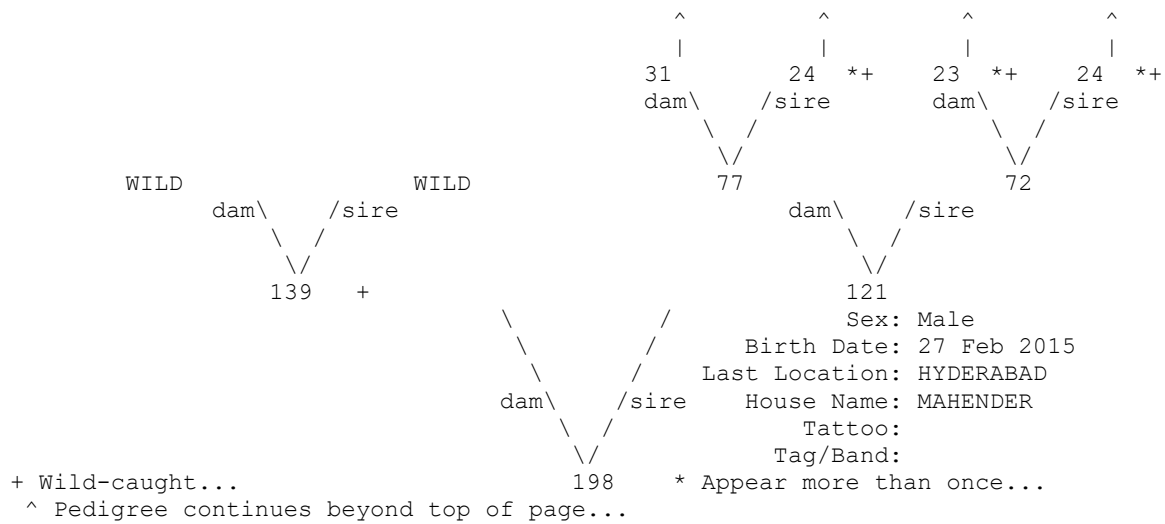 ^ ^ ^ ^
| | | |
31 24 *+ 23 *+ 24 *+
dam\ /sire dam\ /sire
\ / \ /
\/ \/
WILD WILD 77 72
dam\ /sire dam\ /sire
\ / \ /
\/ \/
139 + 121
\ / Sex: Male
\ / Birth Date: 27 Feb 2015
\ / Last Location: HYDERABAD
dam\ /sire House Name: MAHENDER
\ / Tattoo:
\/ Tag/Band:
+ Wild-caught... 198 * Appear more than once...
^ Pedigree continues beyond top of page...